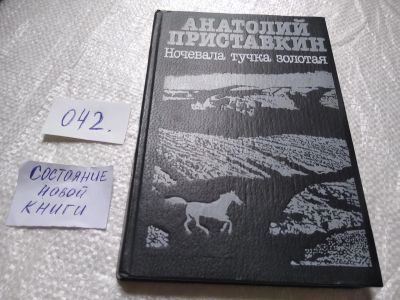 АНАТОЛИЙ
ПРИСТАВКИН
Ночевала тучка золотая
042.
СОСТОЯНИЕ
НОВОЙ
КНИГИ